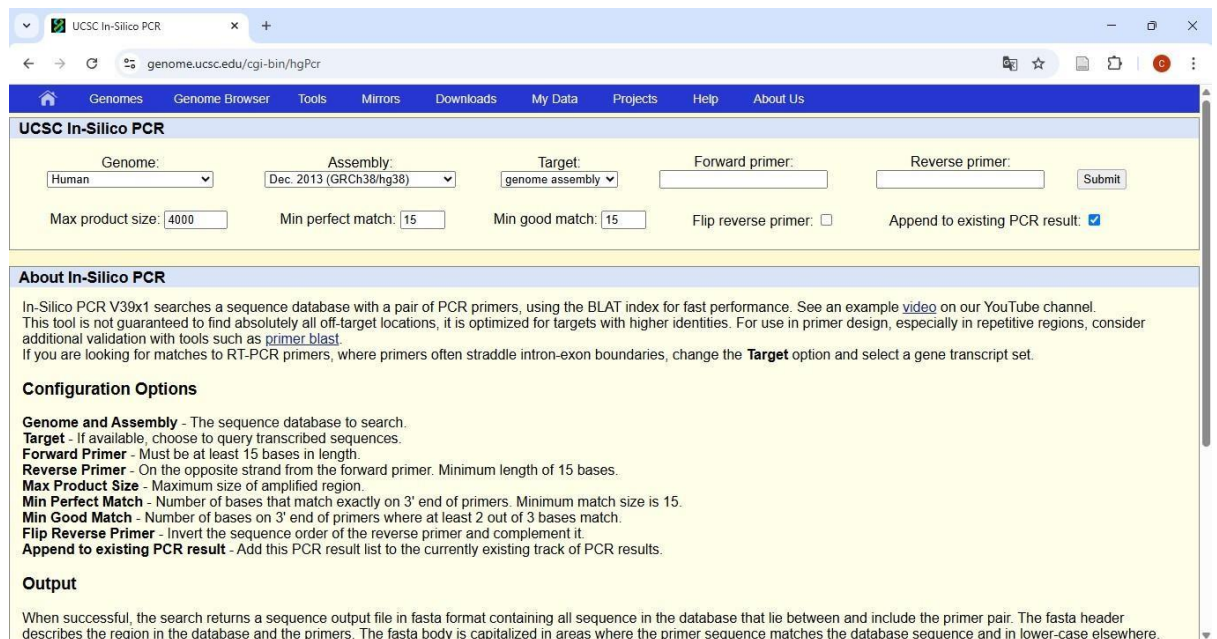 UCSC In-Silico PCR
genome.ucsc.edu/cgi-bin/hgPcr
C
Genomes Genome Browser Tools Mirrors Downloads My Data Projects Help About Us
UCSC In-Silico PCR
Genome: Assembly: Target: Forward primer: Reverse primer:
Human Dec. 2013 (GRCh38/hg38) genome assembly Submit
Max product size: 4000 Min perfect match: 15 Min good match: 15 Flip reverse primer: Append to existing PCR result:
About In-Silico PCR
In-Silico PCR V39x1 searches a sequence database with a pair of PCR primers, using the BLAT index for fast performance. See an example video on our YouTube channel.
This tool is not guaranteed to find absolutely all off-target locations, it is optimized for targets with higher identities. For use in primer design, especially in repetitive regions, consider
additional validation with tools such as primer blast.
If you are looking for matches to RT-PCR primers, where primers often straddle intron-exon boundaries, change the Target option and select a gene transcript set.
Configuration Options
Genome and Assembly - The sequence database to search.
Target - If available, choose to query transcribed sequences.
Forward Primer - Must be at least 15 bases in length.
Reverse Primer - On the opposite strand from the forward primer. Minimum length of 15 bases.
Max Product Size - Maximum size of amplified region.
Min Perfect Match - Number of bases that match exactly on 3' end of primers. Minimum match size is 15.
Min Good Match - Number of bases on 3' end of primers where at least 2 out of 3 bases match.
Flip Reverse Primer - Invert the sequence order of the reverse primer and complement it.
Append to existing PCR result - Add this PCR result list to the currently existing track of PCR results.
Output
When successful, the search returns a sequence output file in fasta format containing all sequence in the database that lie between and include the primer pair. The fasta header
describes the region in the database and the primers. The fasta body is capitalized in areas where the primer sequence matches the database sequence and in lower-case elsewhere.